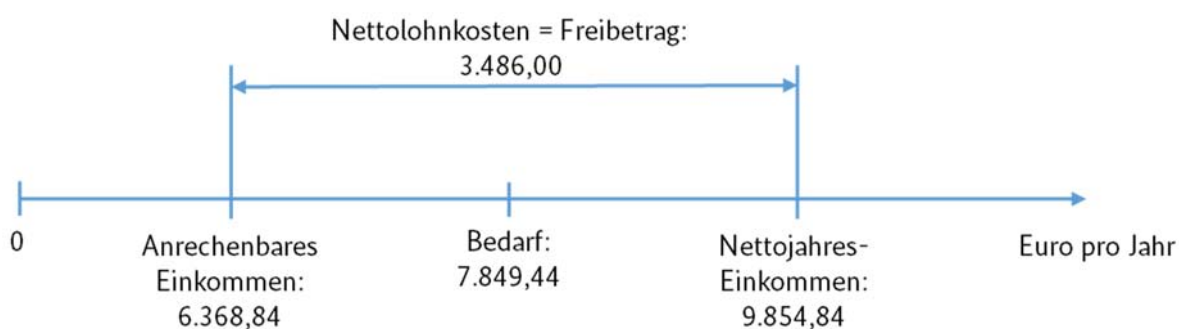 Nettolohnkosten = Freibetrag:
3.486,00
0
Anrechenbares
Einkommen:
6.368,84
Bedarf:
7.849,44
Nettojahres-
Einkommen:
9.854,84
Euro pro Jahr